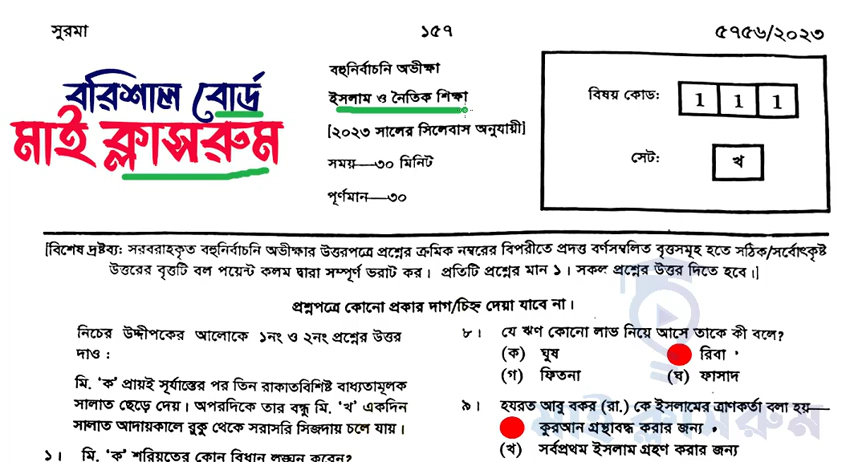 সুরমা
১৫৭
৫৭৫৬/২০২৩
বরিশাল বোর্ড
মাই ক্লাসরুম
বহুনির্বাচনি অভীক্ষা
ইসলাম ও নৈতিক শিক্ষা
[২০২৩ সালের সিলেবাস অনুযায়ী]
সময়—৩০ মিনিট
পূর্ণমান—৩০
বিষয় কোড: 1 1 1
সেট: খ
[বিশেষ দ্রষ্টব্য: সরবরাহকৃত বহুনির্বাচনি অভীক্ষার উত্তরপত্রে প্রশ্নের ক্রমিক নম্বরের বিপরীতে প্রদত্ত বর্ণসম্বলিত বৃত্তসমূহ হতে সঠিক/সর্বোৎকৃষ্ট
উত্তরের বৃত্তটি বল পয়েন্ট কলম দ্বারা সম্পূর্ণ ভরাট কর। প্রতিটি প্রশ্নের মান ১। সকল প্রশ্নের উত্তর দিতে হবে।]
প্রশ্নপত্রে কোনো প্রকার দাগ/চিহ্ন দেয়া যাবে না।
নিচের উদ্দীপকের আলোকে ১নং ও ২নং প্রশ্নের উত্তর
দাও :
মি. ‘ক’ প্রায়ই সূর্যাস্তের পর তিন রাকাতবিশিষ্ট বাধ্যতামূলক
সালাত ছেড়ে দেয়। অপরদিকে তার বন্ধু মি. ‘খ’ একদিন
সালাত আদায়কালে রুকু থেকে সরাসরি সিজদায় চলে যায়।
১। মি. ‘ক’ শরিয়তের কোন বিধান লঙ্ঘন করেন?
৮। যে ঋণ কোনো লাভ নিয়ে আসে তাকে কী বলে?
(ক) ঘুষ
রিবা
(গ) ফিতনা
(ঘ) ফাসাদ
৯। হযরত আবু বকর (রা.) কে ইসলামের ত্রাণকর্তা বলা হয়—
কুরআন গ্রন্থাবদ্ধ করার জন্য
(খ) সর্বপ্রথম ইসলাম গ্রহণ করার জন্য
মাই ক্লাসরুম